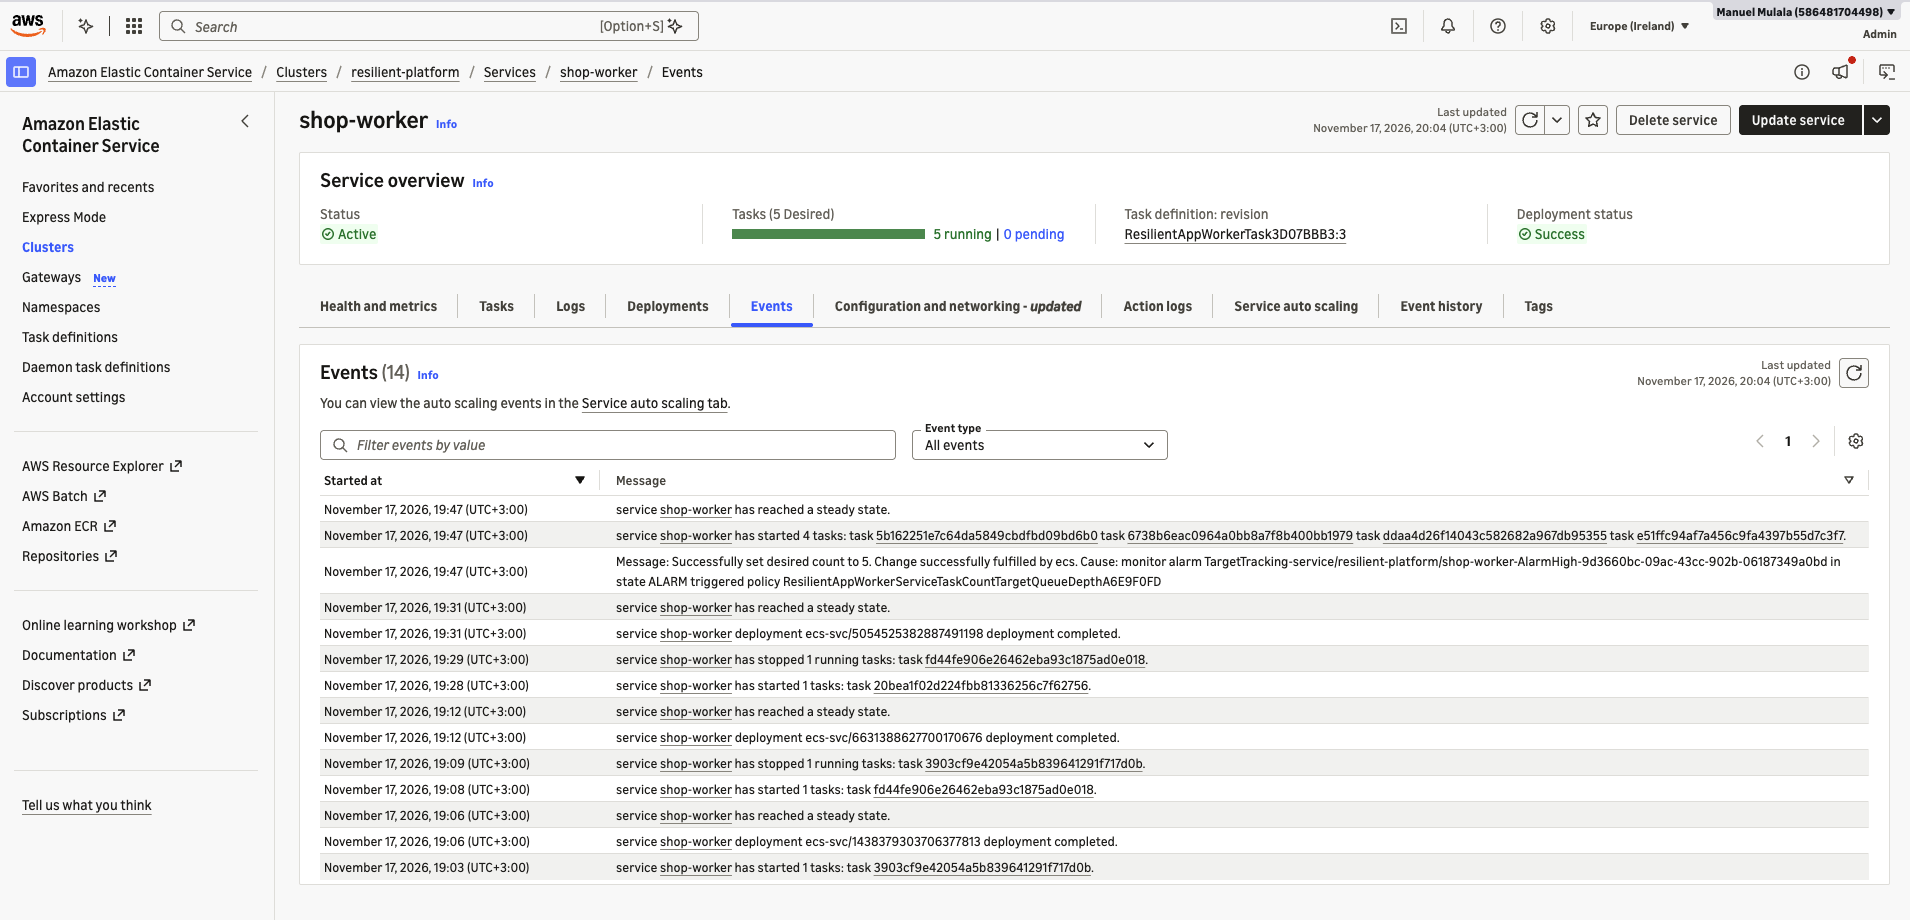 aws
Search [Option+S]
Europe (Ireland)
Manuel Mulala (586481704498)
Admin
Amazon Elastic Container Service / Clusters / resilient-platform / Services / shop-worker / Events
Amazon Elastic
Container Service
Favorites and recents
Express Mode
Clusters
Gateways New
Namespaces
Task definitions
Daemon task definitions
Account settings
AWS Resource Explorer
AWS Batch
Amazon ECR
Repositories
Online learning workshop
Documentation
Discover products
Subscriptions
Tell us what you think
shop-worker Info
Last updated
November 17, 2026, 20:04 (UTC+3:00)
Delete service
Update service
Service overview Info
Status
Active
Tasks (5 Desired)
5 running | 0 pending
Task definition: revision
ResilientAppWorkerTask3D07BBB3:3
Deployment status
Success
Health and metrics
Tasks
Logs
Deployments
Events
Configuration and networking - updated
Action logs
Service auto scaling
Event history
Tags
Events (14) Info
Last updated
November 17, 2026, 20:04 (UTC+3:00)
You can view the auto scaling events in the Service auto scaling tab.
Filter events by value
Event type
All events
1
Started at Message
November 17, 2026, 19:47 (UTC+3:00) service shop-worker has reached a steady state.
November 17, 2026, 19:47 (UTC+3:00) service shop-worker has started 4 tasks: task 5b162251e7c64da5849cbdfbd09bd6b0 task 6738b6eac0964a0bb8a7f8b400bb1979 task ddaa4d26f14043c582682a967db95355 task e51ffc94af7a456c9fa4397b55d7c3f7.
November 17, 2026, 19:47 (UTC+3:00) Message: Successfully set desired count to 5. Change successfully fulfilled by ecs. Cause: monitor alarm TargetTracking-service/resilient-platform/shop-worker-AlarmHigh-9d3660bc-09ac-43cc-902b-06187349a0bd in
state ALARM triggered policy ResilientAppWorkerServiceTaskCountTargetQueueDepthA6E9F0FD
November 17, 2026, 19:31 (UTC+3:00) service shop-worker has reached a steady state.
November 17, 2026, 19:31 (UTC+3:00) service shop-worker deployment ecs-svc/5054525382887491198 deployment completed.
November 17, 2026, 19:29 (UTC+3:00) service shop-worker has stopped 1 running tasks: task fd44fe906e26462eba93c1875ad0e018.
November 17, 2026, 19:28 (UTC+3:00) service shop-worker has started 1 tasks: task 20bea1f02d224fbb81336256c7f62756.
November 17, 2026, 19:12 (UTC+3:00) service shop-worker has reached a steady state.
November 17, 2026, 19:12 (UTC+3:00) service shop-worker deployment ecs-svc/6631388627700170676 deployment completed.
November 17, 2026, 19:09 (UTC+3:00) service shop-worker has stopped 1 running tasks: task 3903cf9e42054a5b839641291f717d0b.
November 17, 2026, 19:08 (UTC+3:00) service shop-worker has started 1 tasks: task fd44fe906e26462eba93c1875ad0e018.
November 17, 2026, 19:06 (UTC+3:00) service shop-worker has reached a steady state.
November 17, 2026, 19:06 (UTC+3:00) service shop-worker deployment ecs-svc/1438379303706377813 deployment completed.
November 17, 2026, 19:03 (UTC+3:00) service shop-worker has started 1 tasks: task 3903cf9e42054a5b839641291f717d0b.